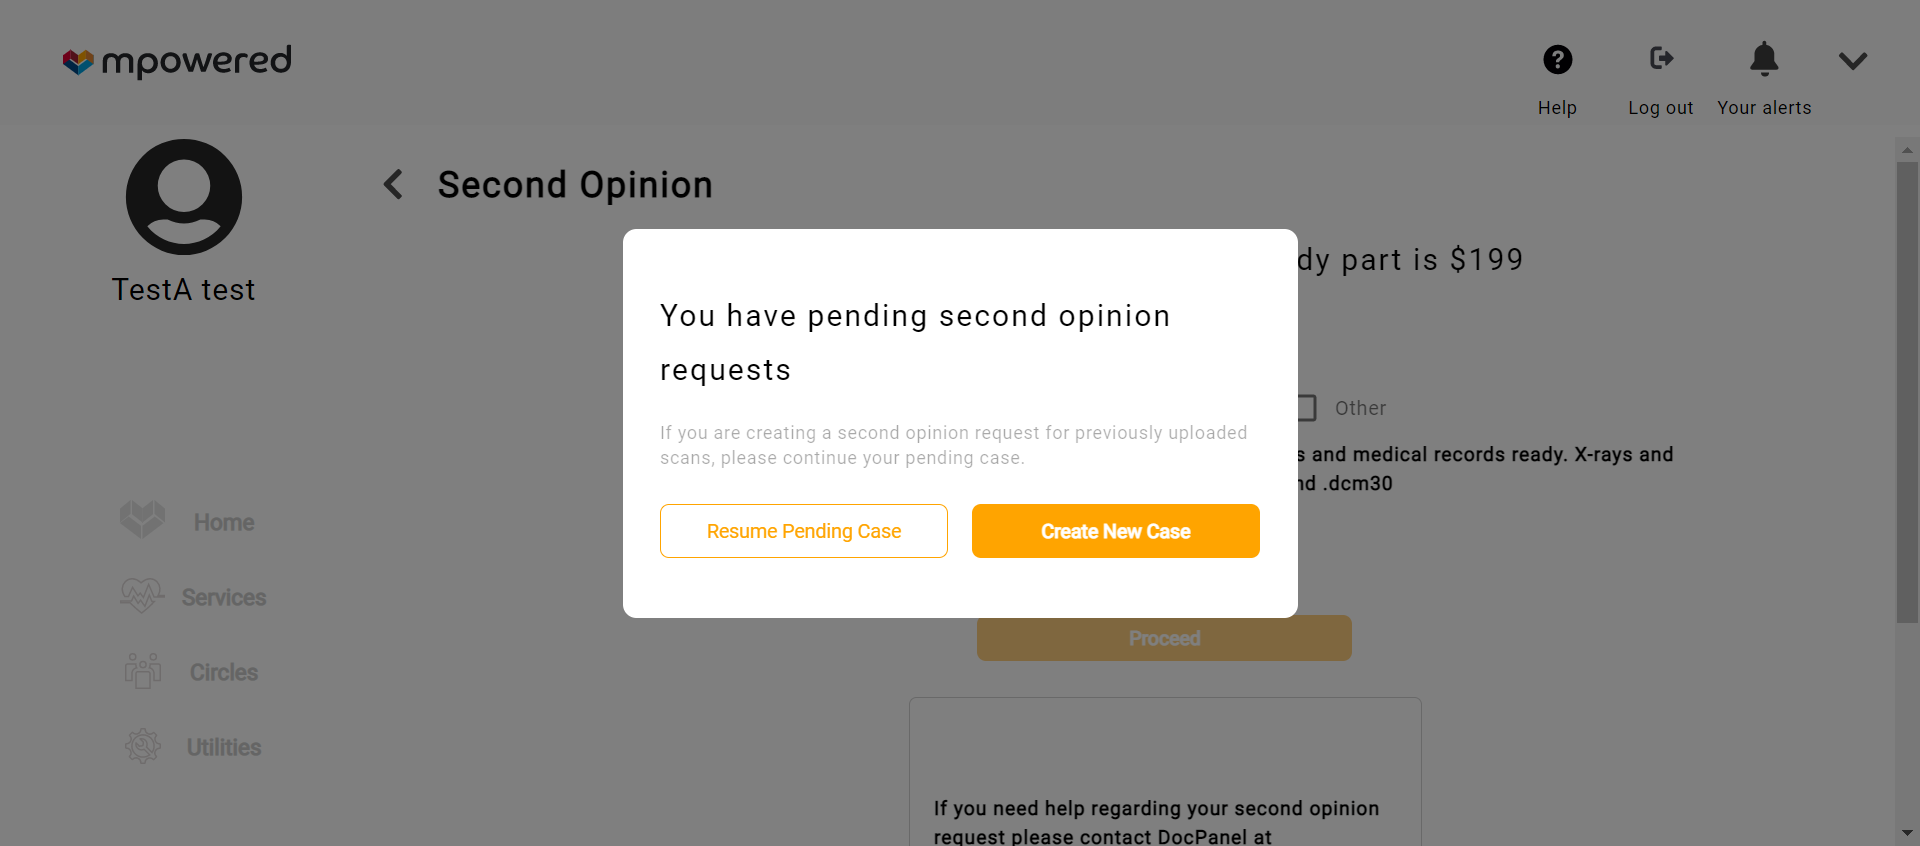 mpowered
Help
Log out
Your alerts
TestA test
Second Opinion
dy part is $199
You have pending second opinion
requests
Other
If you are creating a second opinion request for previously uploaded
scans, please continue your pending case.
s and medical records ready. X-rays and
nd .dcm30
Resume Pending Case
Create New Case
Home
Services
Circles
Utilities
Proceed
If you need help regarding your second opinion
request please contact DocPanel at